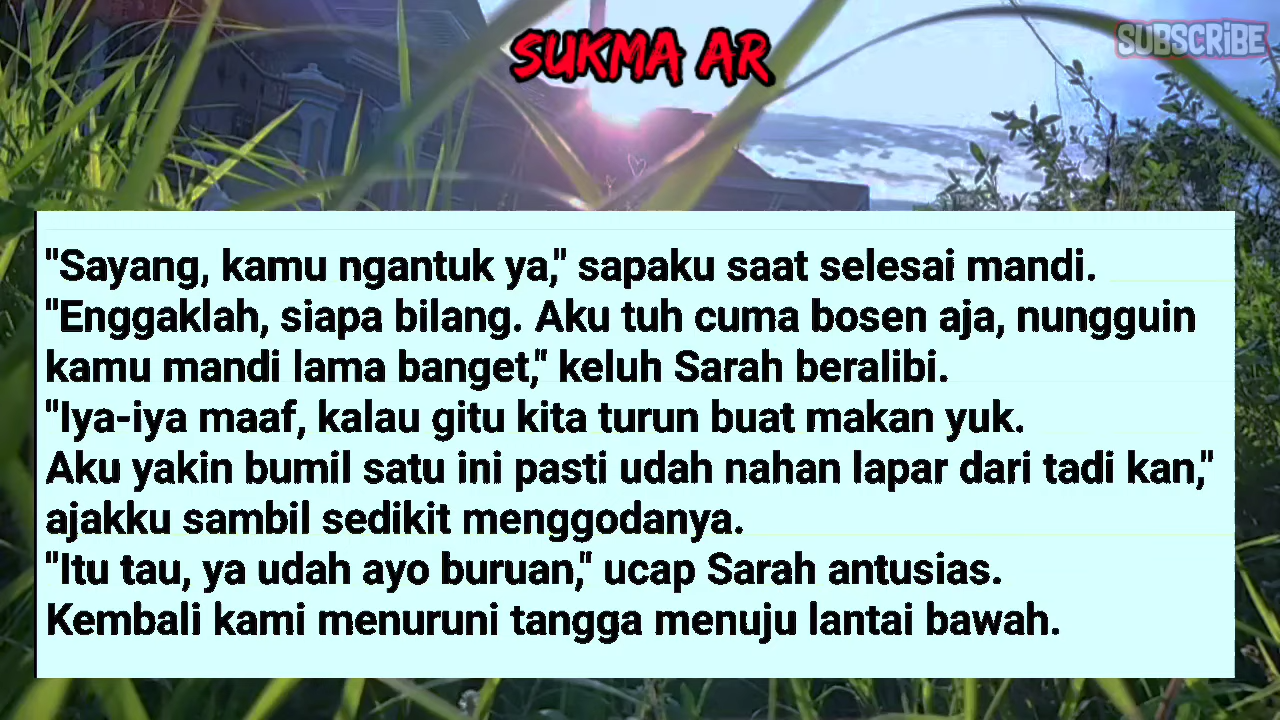 SUKMA AR
SUBSCRiBE
"Sayang, kamu ngantuk ya," sapaku saat selesai mandi.
"Enggaklah, siapa bilang. Aku tuh cuma bosen aja, nungguin
kamu mandi lama banget," keluh Sarah beralibi.
"Iya-iya maaf, kalau gitu kita turun buat makan yuk.
Aku yakin bumil satu ini pasti udah nahan lapar dari tadi kan,"
ajakku sambil sedikit menggodanya.
"Itu tau, ya udah ayo buruan," ucap Sarah antusias.
Kembali kami menuruni tangga menuju lantai bawah.